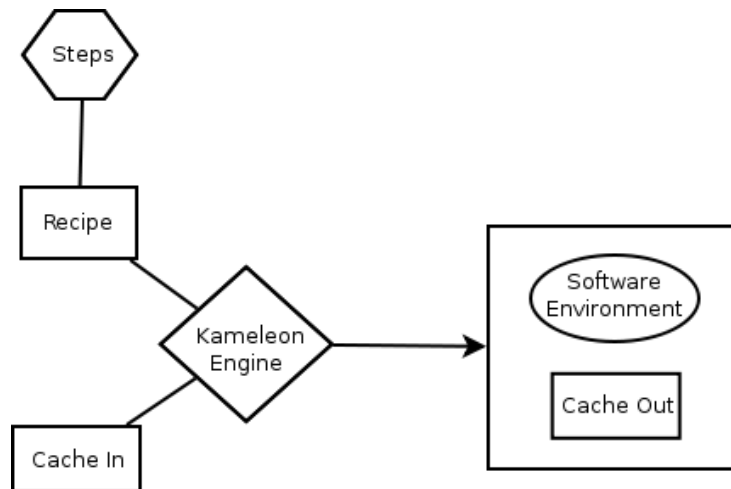 Steps
Recipe
Kameleon
Engine
Software
Environment
Cache Out
Cache In